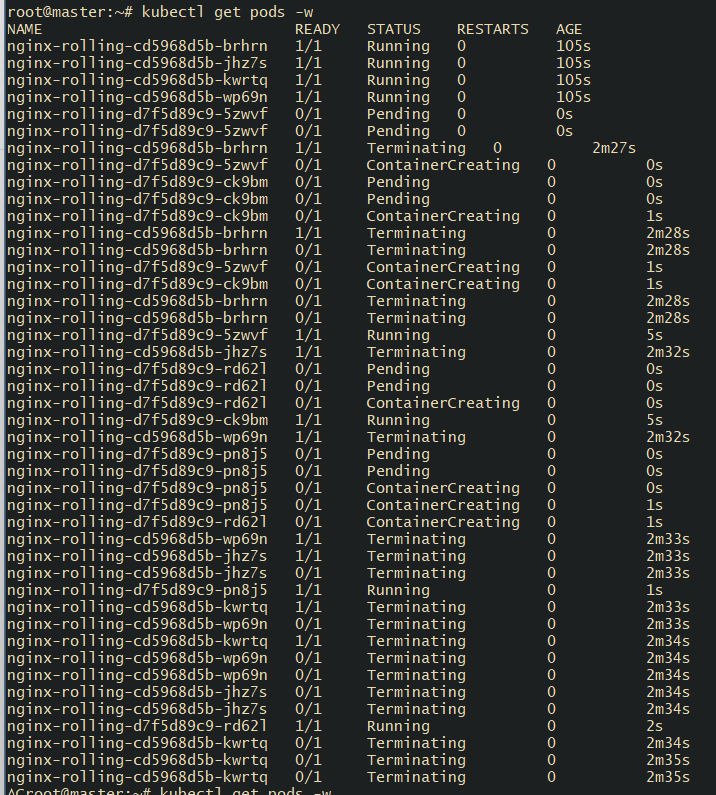 root@master:~# kubectl get pods -w
NAME READY STATUS RESTARTS AGE
nginx-rolling-cd5968d5b-brhrn 1/1 Running 0 105s
nginx-rolling-cd5968d5b-jhz7s 1/1 Running 0 105s
nginx-rolling-cd5968d5b-kwrtq 1/1 Running 0 105s
nginx-rolling-cd5968d5b-wp69n 1/1 Running 0 105s
nginx-rolling-d7f5d89c9-5zwvf 0/1 Pending 0 0s
nginx-rolling-d7f5d89c9-5zwvf 0/1 Pending 0 0s
nginx-rolling-cd5968d5b-brhrn 1/1 Terminating 0 2m27s
nginx-rolling-d7f5d89c9-5zwvf 0/1 ContainerCreating 0 0s
nginx-rolling-d7f5d89c9-ck9bm 0/1 Pending 0 0s
nginx-rolling-d7f5d89c9-ck9bm 0/1 Pending 0 0s
nginx-rolling-d7f5d89c9-ck9bm 0/1 ContainerCreating 0 1s
nginx-rolling-cd5968d5b-brhrn 1/1 Terminating 0 2m28s
nginx-rolling-cd5968d5b-brhrn 0/1 Terminating 0 2m28s
nginx-rolling-d7f5d89c9-5zwvf 0/1 ContainerCreating 0 1s
nginx-rolling-d7f5d89c9-ck9bm 0/1 ContainerCreating 0 1s
nginx-rolling-cd5968d5b-brhrn 0/1 Terminating 0 2m28s
nginx-rolling-cd5968d5b-brhrn 0/1 Terminating 0 2m28s
nginx-rolling-d7f5d89c9-5zwvf 1/1 Running 0 5s
nginx-rolling-cd5968d5b-jhz7s 1/1 Terminating 0 2m32s
nginx-rolling-d7f5d89c9-rd62l 0/1 Pending 0 0s
nginx-rolling-d7f5d89c9-rd62l 0/1 Pending 0 0s
nginx-rolling-d7f5d89c9-rd62l 0/1 ContainerCreating 0 0s
nginx-rolling-d7f5d89c9-ck9bm 1/1 Running 0 5s
nginx-rolling-cd5968d5b-wp69n 1/1 Terminating 0 2m32s
nginx-rolling-d7f5d89c9-pn8j5 0/1 Pending 0 0s
nginx-rolling-d7f5d89c9-pn8j5 0/1 Pending 0 0s
nginx-rolling-d7f5d89c9-pn8j5 0/1 ContainerCreating 0 0s
nginx-rolling-d7f5d89c9-pn8j5 0/1 ContainerCreating 0 1s
nginx-rolling-d7f5d89c9-rd62l 0/1 ContainerCreating 0 1s
nginx-rolling-cd5968d5b-wp69n 1/1 Terminating 0 2m33s
nginx-rolling-cd5968d5b-jhz7s 1/1 Terminating 0 2m33s
nginx-rolling-cd5968d5b-jhz7s 0/1 Terminating 0 2m33s
nginx-rolling-d7f5d89c9-pn8j5 1/1 Running 0 1s
nginx-rolling-cd5968d5b-kwrtq 1/1 Terminating 0 2m33s
nginx-rolling-cd5968d5b-wp69n 0/1 Terminating 0 2m33s
nginx-rolling-cd5968d5b-kwrtq 1/1 Terminating 0 2m34s
nginx-rolling-cd5968d5b-wp69n 0/1 Terminating 0 2m34s
nginx-rolling-cd5968d5b-wp69n 0/1 Terminating 0 2m34s
nginx-rolling-cd5968d5b-jhz7s 0/1 Terminating 0 2m34s
nginx-rolling-cd5968d5b-jhz7s 0/1 Terminating 0 2m34s
nginx-rolling-d7f5d89c9-rd62l 1/1 Running 0 2s
nginx-rolling-cd5968d5b-kwrtq 0/1 Terminating 0 2m34s
nginx-rolling-cd5968d5b-kwrtq 0/1 Terminating 0 2m35s
nginx-rolling-cd5968d5b-kwrtq 0/1 Terminating 0 2m35s
^Croot@master:~# kubectl get pods -w